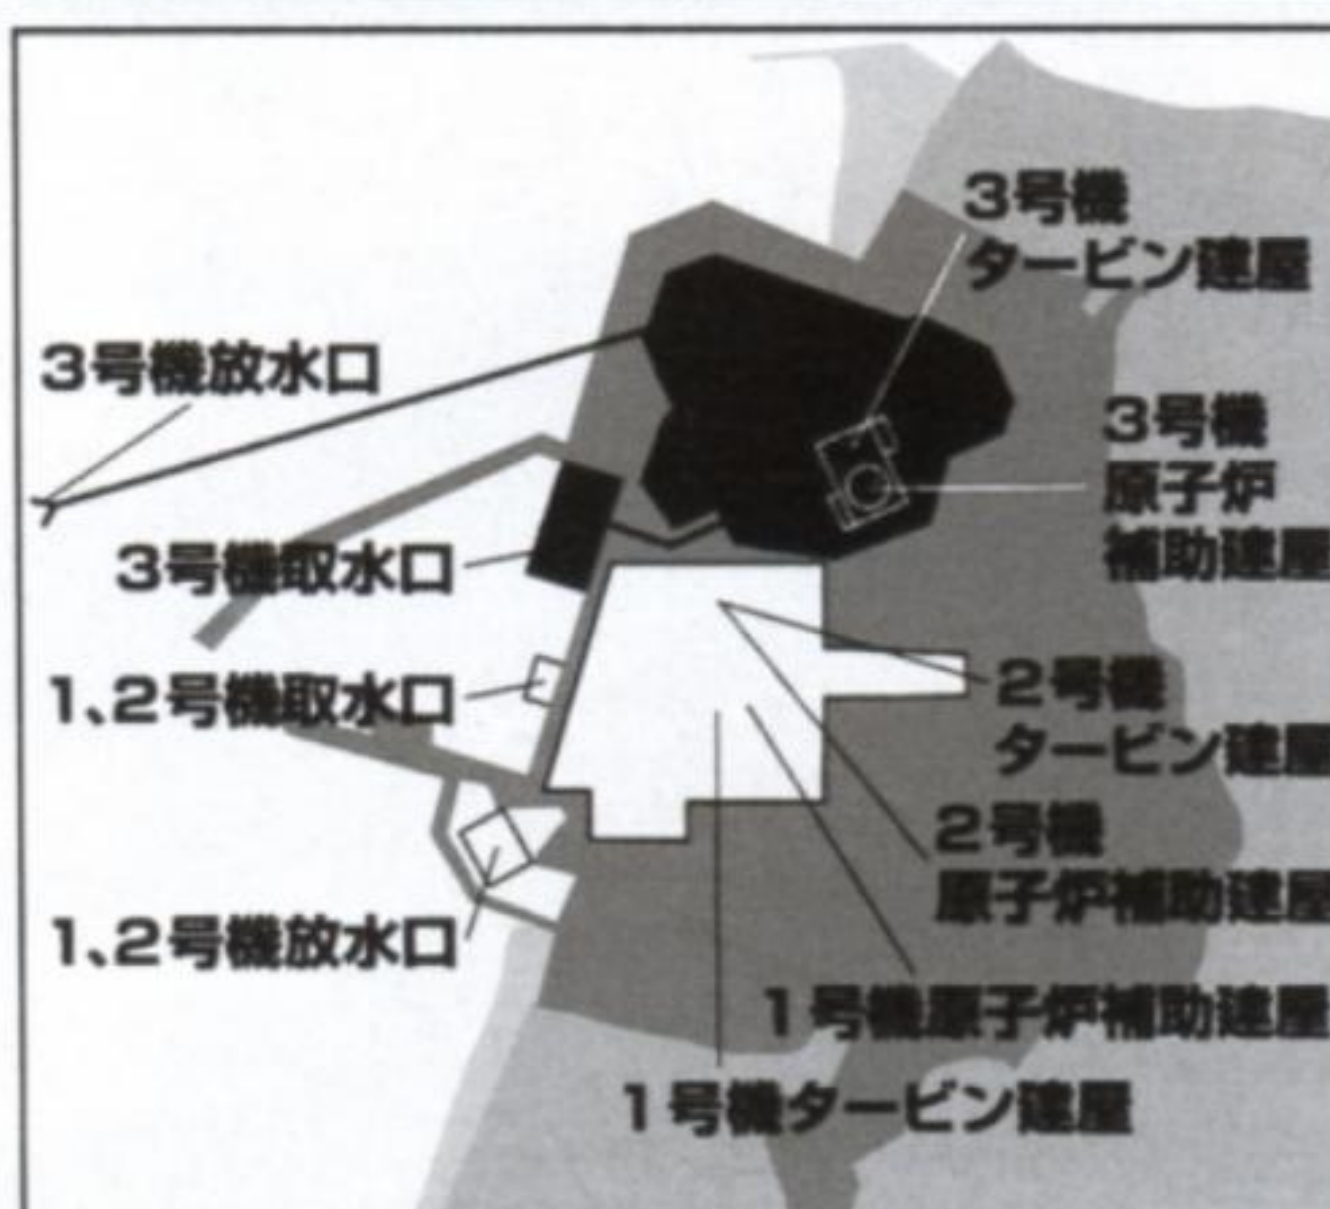 3号機
タービン建屋
3号機放水口
3号機
原子炉
補助建屋
3号機取水口
1、2号機取水口
2号機
タービン建屋
2号機
原子炉補助建屋
1、2号機放水口
1号機原子炉補助建屋
1号機タービン建屋